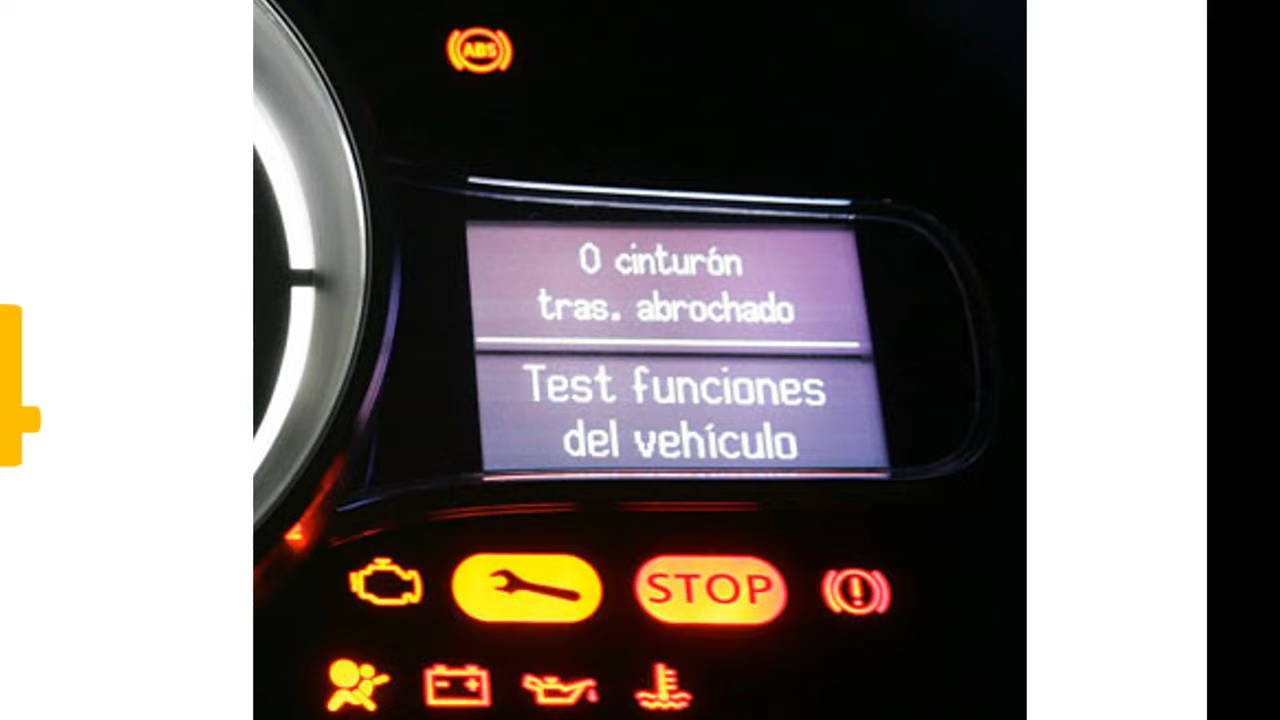 ABS
0 cinturón
tras. abrochado
Test funciones
del vehículo
STOP